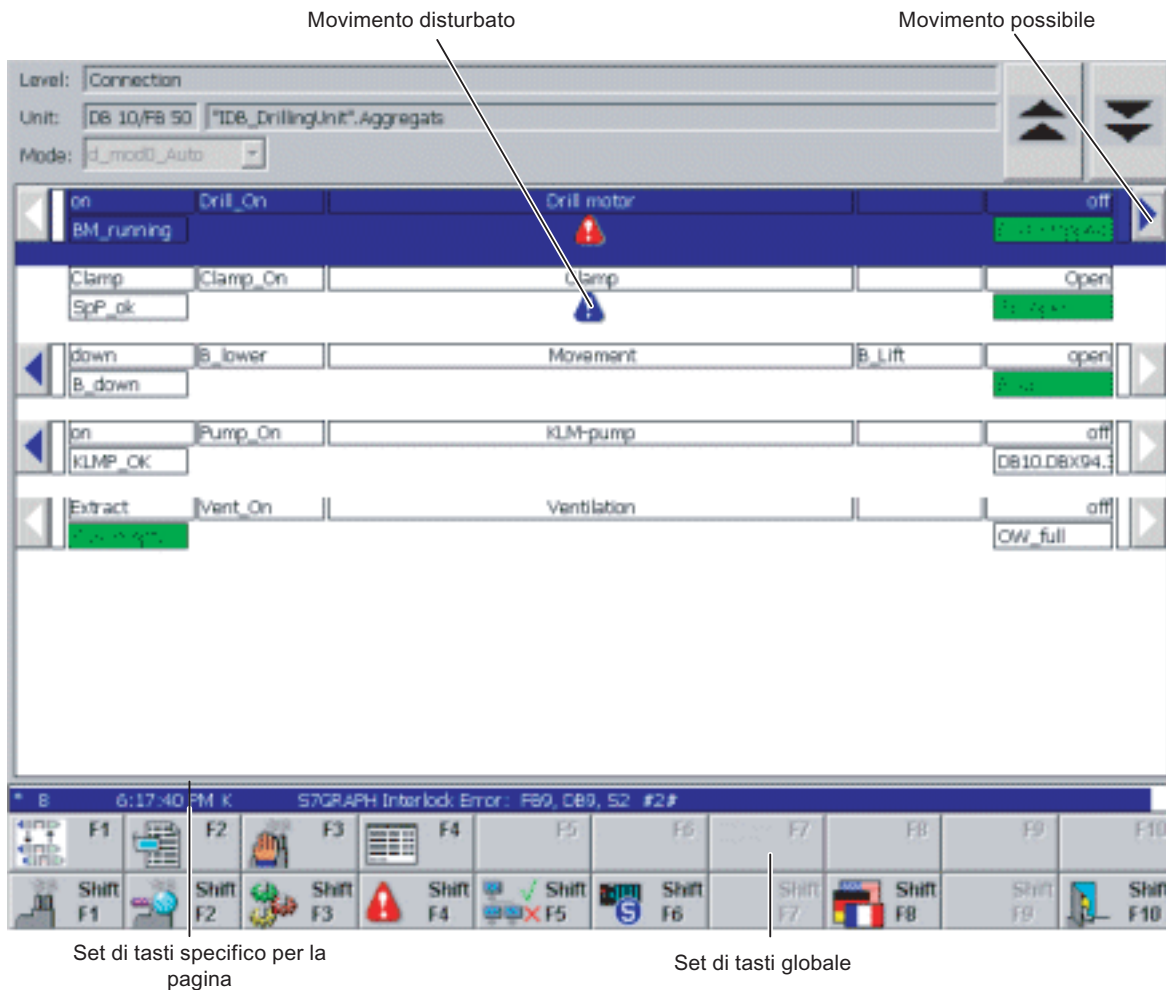 Movimento disturbato
Movimento possibile
Level: Connection
Unit: DB 10/FB 50 "IDB_DrillingUnit".Aggregats
Mode: d_mod0_Auto
on Drill_On Drill motor off
BM_running
Clamp Clamp_On Clamp Open
SpP_ok
down B_lower Movement B_Lift open
B_down
on Pump_On KLM-pump off
KLMP_OK DB10.DBX94.
Extract Vent_On Ventilation off
OW_full
* B 6:17:40 PM K S7GRAPH Interlock Error: FB9, DB9, S2 #2#
F1 F2 F3 F4 F5 F6 F7 F8 F9 F10
Shift Shift Shift Shift Shift Shift Shift Shift Shift Shift
F1 F2 F3 F4 F5 S F6 F7 F8 F9 F10
Set di tasti specifico per la
pagina
Set di tasti globale